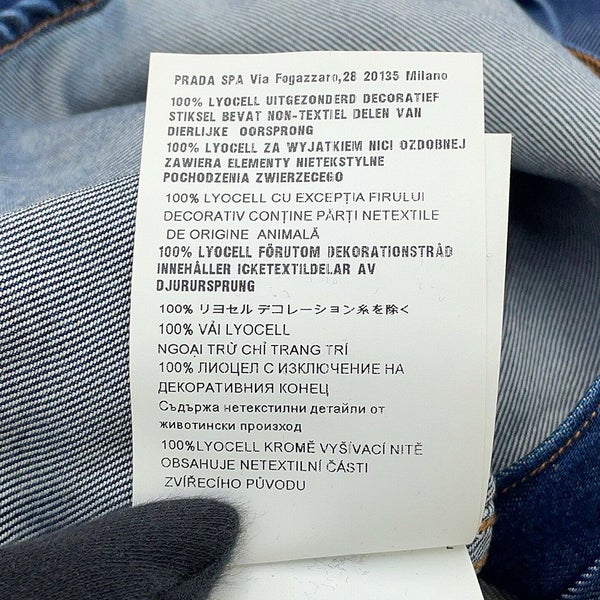 PRADA SPA Via Fogazzaro,28 20135 Milano
100% LYOCELL UITGEZONDERD DECORATIEF
STIKSEL BEVAT NON-TEXTIEL DELEN VAN
DIERLIJKE OORSPRONG
100% LYOCELL ZA WYJATKIEM NICI OZDOBNEJ
ZAWIERA ELEMENTY NIETEKSTYLNE
POCHODZENIA ZWIERZECEGO
100% LYOCELL CU EXCEPȚIA FIRULUI
DECORATIV CONȚINE PĂRȚI NETEXTILE
DE ORIGINE ANIMALĂ
100% LYOCELL FÖRUTOM DEKORATIONSTRÅD
INNEHÅLLER ICKETEXTILDELAR AV
DJURURSPRUNG
100% リヨセル デコレーション糸を除く
100% VẢI LYOCELL
NGOẠI TRỪ CHỈ TRANG TRÍ
100% ЛИОЦЕЛ С ИЗКЛЮЧЕНИЕ НА
ДЕКОРАТИВНИЯ КОНЕЦ
Съдържа нетекстилни детайли от
животински произход
100%LYOCELL KROMĚ VYŠÍVACÍ NITĚ
OBSAHUJE NETEXTILNÍ ČÁSTI
ZVÍŘECÍHO PŮVODU